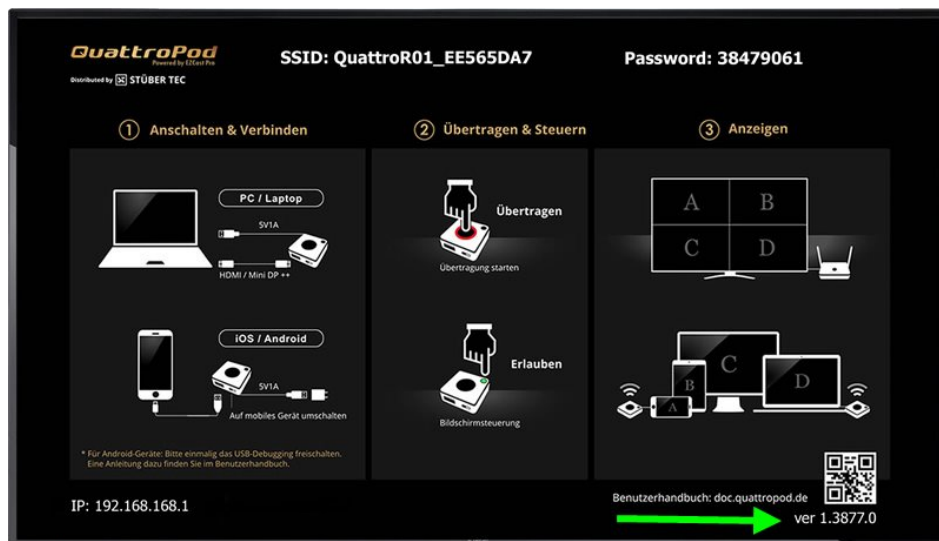 QuattroPod
Powered by EZCast Pro
Distributed by STÜBER TEC
SSID: QuattroR01_EE565DA7
Password: 38479061
1 Anschalten & Verbinden
PC / Laptop
5V1A
HDMI / Mini DP ++
iOS / Android
5V1A
Auf mobiles Gerät umschalten
* Für Android-Geräte: Bitte einmalig das USB-Debugging freischalten.
Eine Anleitung dazu finden Sie im Benutzerhandbuch.
2 Übertragen & Steuern
Übertragen
Übertragung starten
Erlauben
Bildschirmsteuerung
3 Anzeigen
A B
C D
A
B
C
D
IP: 192.168.168.1
Benutzerhandbuch: doc.quattropod.de
ver 1.3877.0